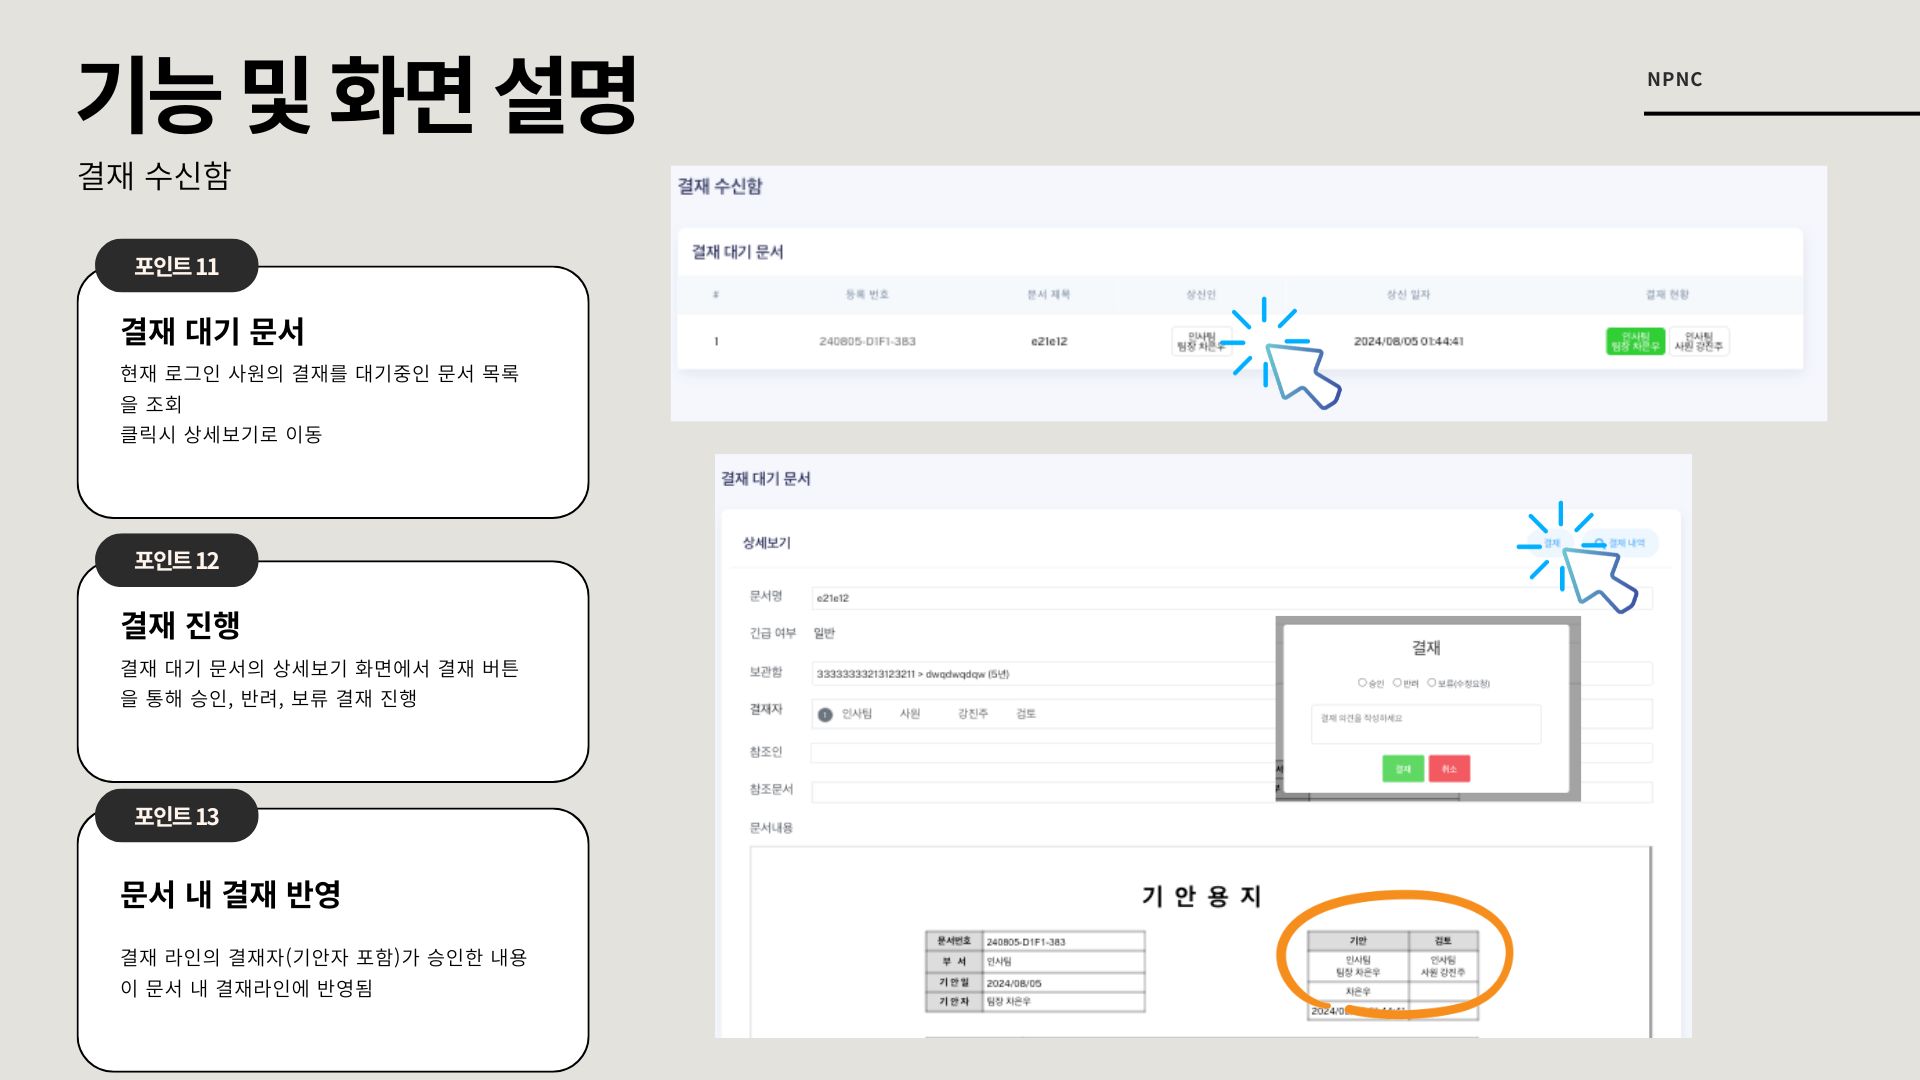 기능 및 화면 설명
NPNC
결재 수신함
포인트 11
결재 대기 문서
현재 로그인 사원의 결재를 대기중인 문서 목록
을 조회
클릭시 상세보기로 이동
포인트 12
결재 진행
결재 대기 문서의 상세보기 화면에서 결재 버튼
을 통해 승인, 반려, 보류 결재 진행
포인트 13
문서 내 결재 반영
결재 라인의 결재자(기안자 포함)가 승인한 내용
이 문서 내 결재라인에 반영됨
결재 수신함
결재 대기 문서
# 등록 번호 문서 제목 상신인 상신 일자 결재 현황
1 240805-D1F1-383 e21e12 인사팀 팀장 차은우 2024/08/05 01:44:41 인사팀 팀장 차은우 인사팀 사원 강진주
결재 대기 문서
상세보기 결재 결재 내역
문서명 e21e12
긴급 여부 일반
보관함 33333333213123211 > dwqdwqdqw (5년)
결재자 1 인사팀 사원 강진주 검토
참조인
참조문서
문서내용
결재
승인 반려 보류(수정요청)
결재 의견을 작성하세요
결재 취소
기 안 용 지
문서번호 240805-D1F1-383
부 서 인사팀
기 안 일 2024/08/05
기 안 자 팀장 차은우
기안 검토
인사팀 인사팀
팀장 차은우 사원 강진주
차은우